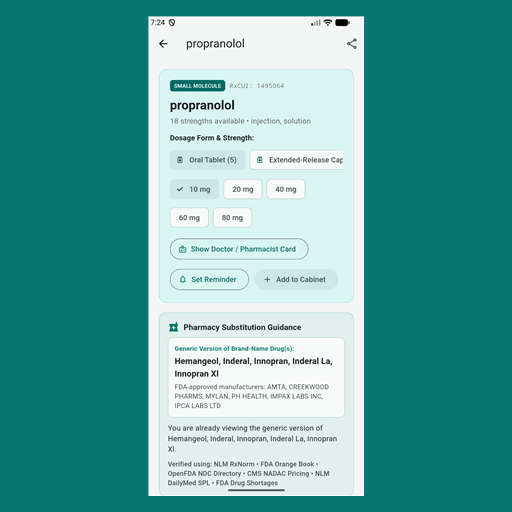 7:24
propranolol
SMALL MOLECULE RxCUI: 1495064
propranolol
18 strengths available • injection, solution
Dosage Form & Strength:
Oral Tablet (5) Extended-Release Cap
10 mg 20 mg 40 mg
60 mg 80 mg
Show Doctor / Pharmacist Card
Set Reminder Add to Cabinet
Pharmacy Substitution Guidance
Generic Version of Brand-Name Drug(s):
Hemangeol, Inderal, Innopran, Inderal La,
Innopran Xl
FDA-approved manufacturers: AMTA, CREEKWOOD
PHARMS, MYLAN, PH HEALTH, IMPAX LABS INC,
IPCA LABS LTD
You are already viewing the generic version of
Hemangeol, Inderal, Innopran, Inderal La, Innopran
Xl.
Verified using: NLM RxNorm • FDA Orange Book •
OpenFDA NDC Directory • CMS NADAC Pricing • NLM
DailyMed SPL • FDA Drug Shortages